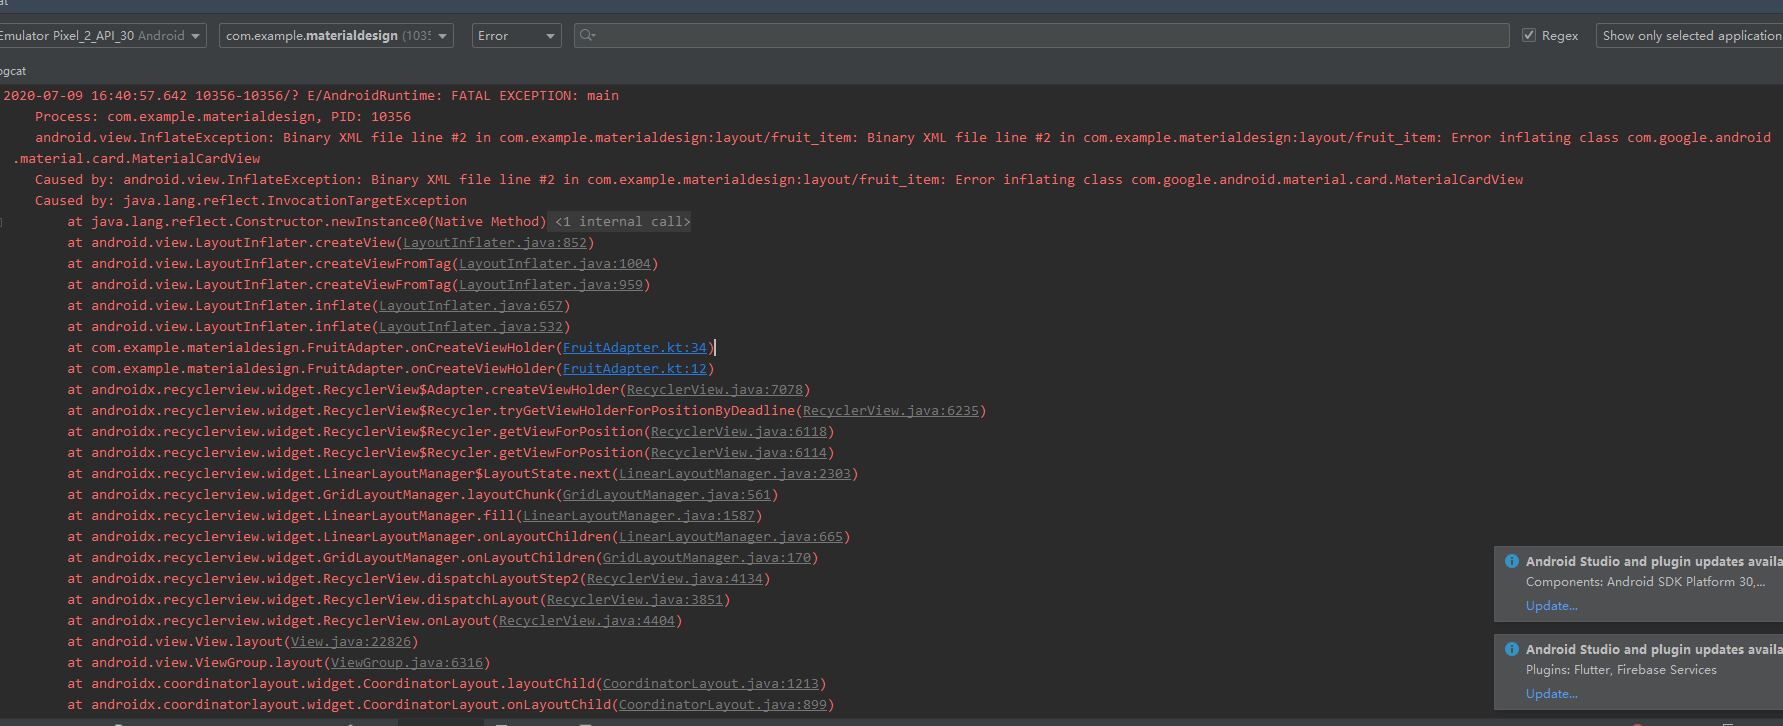 at
Emulator Pixel_2_API_30 Android
com.example.materialdesign (1035
Error
Regex
Show only selected application
ogcat
2020-07-09 16:40:57.642 10356-10356/? E/AndroidRuntime: FATAL EXCEPTION: main
Process: com.example.materialdesign, PID: 10356
android.view.InflateException: Binary XML file line #2 in com.example.materialdesign:layout/fruit_item: Binary XML file line #2 in com.example.materialdesign:layout/fruit_item: Error inflating class com.google.android
.material.card.MaterialCardView
Caused by: android.view.InflateException: Binary XML file line #2 in com.example.materialdesign:layout/fruit_item: Error inflating class com.google.android.material.card.MaterialCardView
Caused by: java.lang.reflect.InvocationTargetException
at java.lang.reflect.Constructor.newInstance0(Native Method) <1 internal call>
at android.view.LayoutInflater.createView(LayoutInflater.java:852)
at android.view.LayoutInflater.createViewFromTag(LayoutInflater.java:1004)
at android.view.LayoutInflater.createViewFromTag(LayoutInflater.java:959)
at android.view.LayoutInflater.inflate(LayoutInflater.java:657)
at android.view.LayoutInflater.inflate(LayoutInflater.java:532)
at com.example.materialdesign.FruitAdapter.onCreateViewHolder(FruitAdapter.kt:34)
at com.example.materialdesign.FruitAdapter.onCreateViewHolder(FruitAdapter.kt:12)
at androidx.recyclerview.widget.RecyclerView$Adapter.createViewHolder(RecyclerView.java:7078)
at androidx.recyclerview.widget.RecyclerView$Recycler.tryGetViewHolderForPositionByDeadline(RecyclerView.java:6235)
at androidx.recyclerview.widget.RecyclerView$Recycler.getViewForPosition(RecyclerView.java:6118)
at androidx.recyclerview.widget.RecyclerView$Recycler.getViewForPosition(RecyclerView.java:6114)
at androidx.recyclerview.widget.LinearLayoutManager$LayoutState.next(LinearLayoutManager.java:2303)
at androidx.recyclerview.widget.GridLayoutManager.layoutChunk(GridLayoutManager.java:561)
at androidx.recyclerview.widget.LinearLayoutManager.fill(LinearLayoutManager.java:1587)
at androidx.recyclerview.widget.LinearLayoutManager.onLayoutChildren(LinearLayoutManager.java:665)
at androidx.recyclerview.widget.GridLayoutManager.onLayoutChildren(GridLayoutManager.java:170)
at androidx.recyclerview.widget.RecyclerView.dispatchLayoutStep2(RecyclerView.java:4134)
at androidx.recyclerview.widget.RecyclerView.dispatchLayout(RecyclerView.java:3851)
at androidx.recyclerview.widget.RecyclerView.onLayout(RecyclerView.java:4404)
at android.view.View.layout(View.java:22826)
at android.view.ViewGroup.layout(ViewGroup.java:6316)
at androidx.coordinatorlayout.widget.CoordinatorLayout.layoutChild(CoordinatorLayout.java:1213)
at androidx.coordinatorlayout.widget.CoordinatorLayout.onLayoutChild(CoordinatorLayout.java:899)
Android Studio and plugin updates availa
Components: Android SDK Platform 30,...
Update...
Android Studio and plugin updates availa
Plugins: Flutter, Firebase Services
Update...